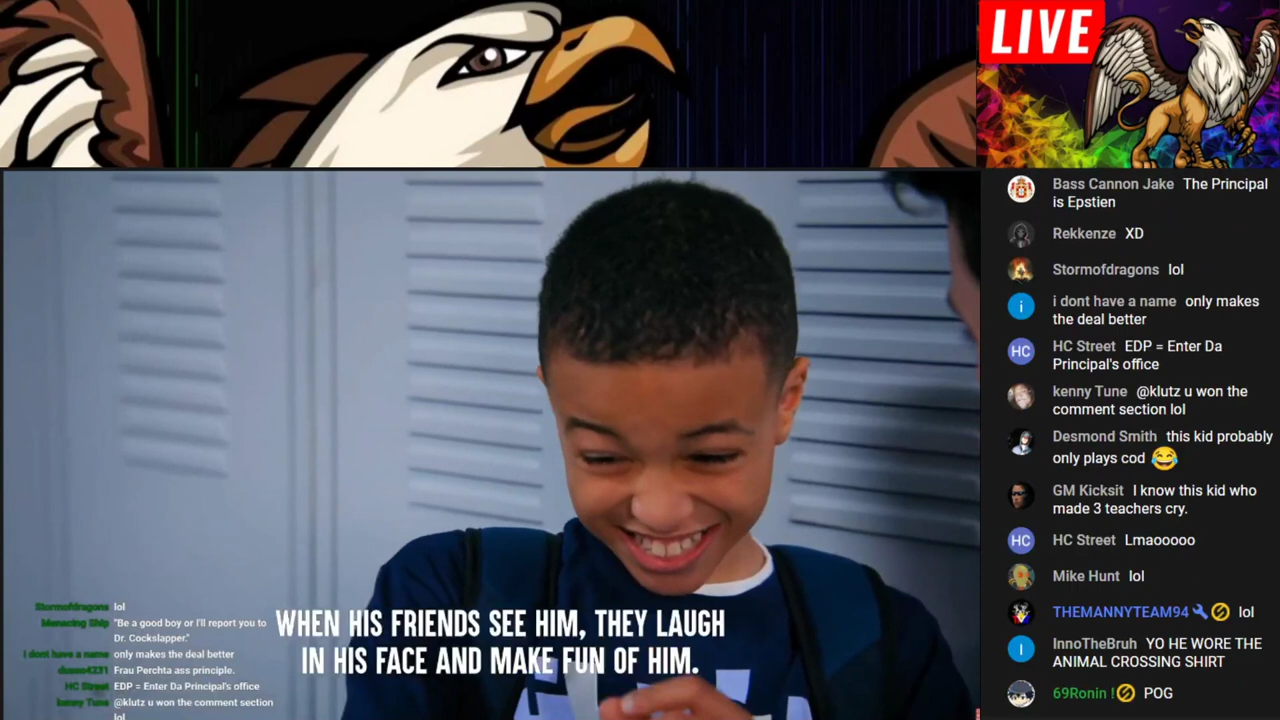 LIVE
Bass Cannon Jake The Principal
is Epstien
Rekkenze XD
Stormofdragons lol
i dont have a name only makes
the deal better
HC
HC Street EDP = Enter Da
Principal's office
kenny Tune @klutz u won the
comment section lol
Desmond Smith this kid probably
only plays cod 😂
GM Kicksit I know this kid who
made 3 teachers cry.
HC
HC Street Lmaooooo
Mike Hunt lol
THEMANNYTEAM94 lol
InnoTheBruh YO HE WORE THE
ANIMAL CROSSING SHIRT
69Ronin ! POG
Stormofdragons lol
Menacing Ship "Be a good boy or I'll report you to
Dr. Cockslapper."
i dont have a name only makes the deal better
Frau Perchta ass principle.
HC Street EDP = Enter Da Principal's office
kenny Tune @klutz u won the comment section
lol
WHEN HIS FRIENDS SEE HIM, THEY LAUGH
IN HIS FACE AND MAKE FUN OF HIM.